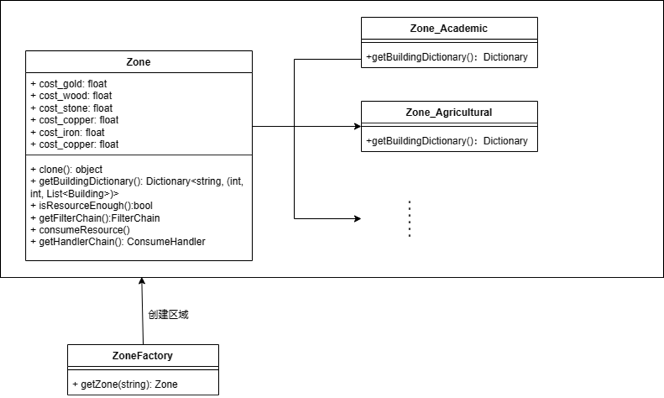 Zone
+ cost_gold: float
+ cost_wood: float
+ cost_stone: float
+ cost_copper: float
+ cost_iron: float
+ cost_copper: float
+ clone(): object
+ getBuildingDictionary(): Dictionary<string, (int,
int, List<Building>)>
+ isResourceEnough():bool
+ getFilterChain():FilterChain
+ consumeResource()
+ getHandlerChain(): ConsumeHandler
Zone_Academic
+getBuildingDictionary()：Dictionary
Zone_Agricultural
+getBuildingDictionary()：Dictionary
创建区域
ZoneFactory
+ getZone(string): Zone